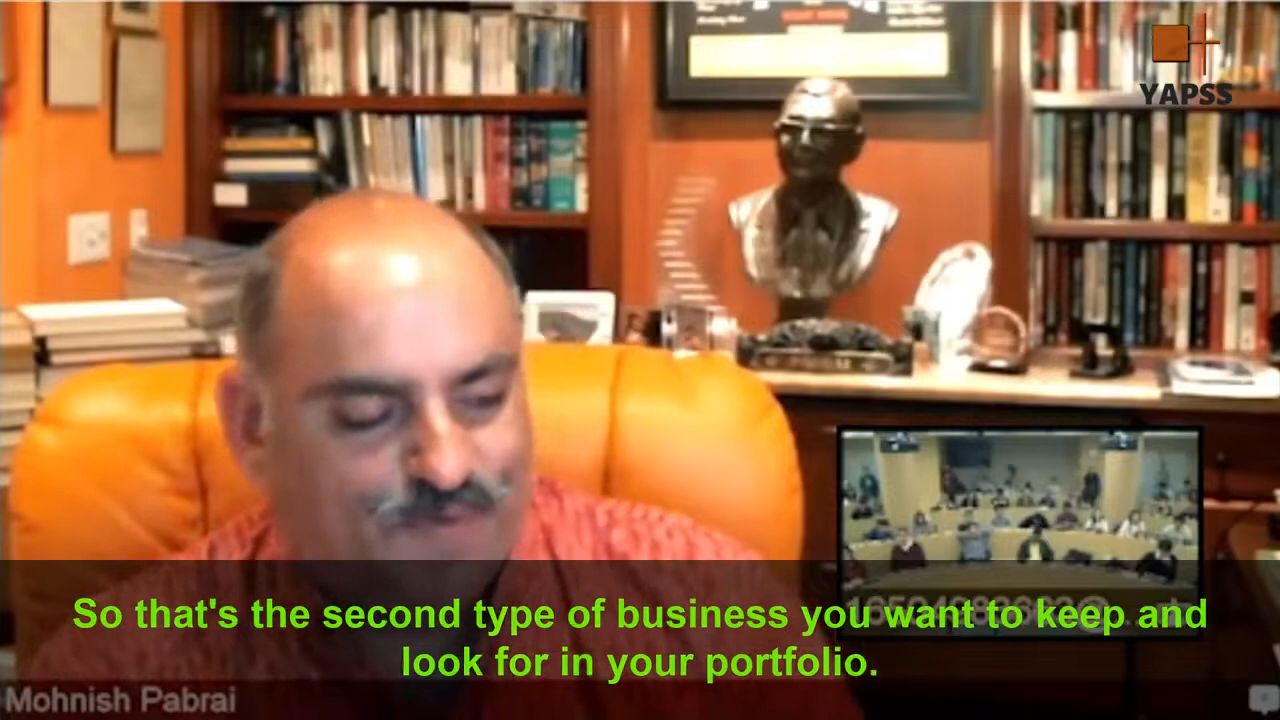 YAPSS
So that's the second type of business you want to keep and
look for in your portfolio.
Mohnish Pabrai